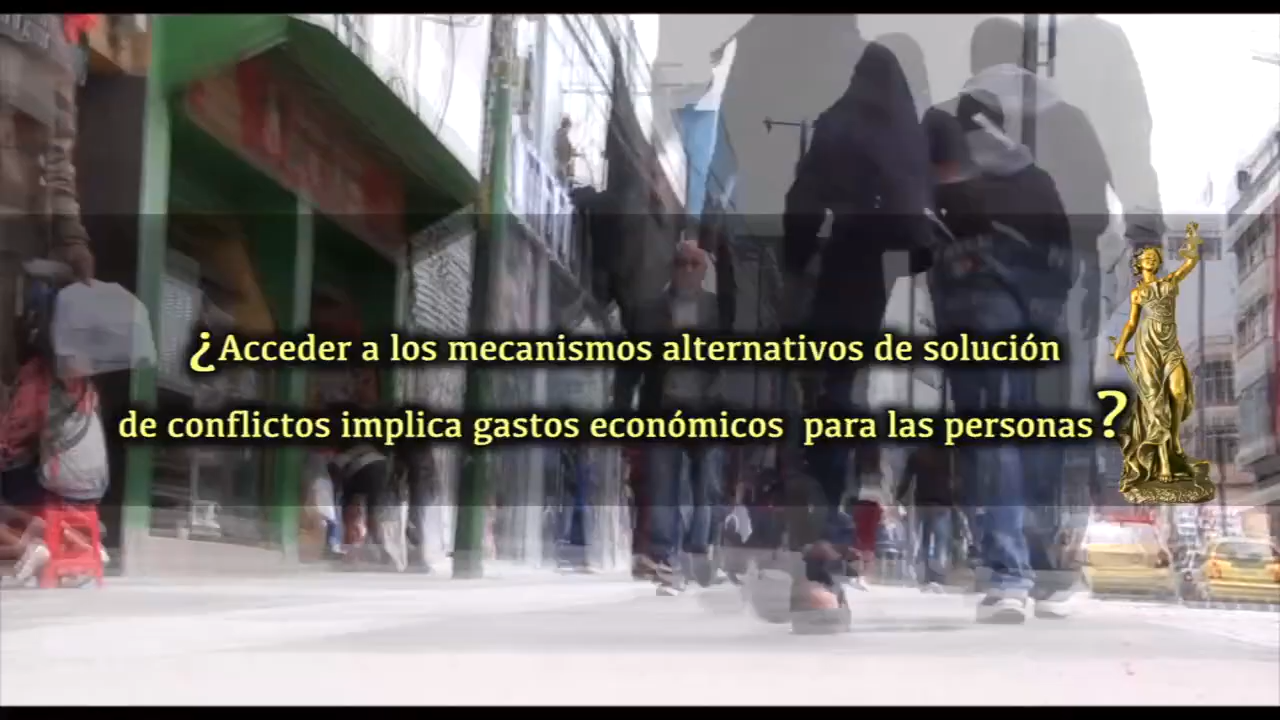 ¿Acceder a los mecanismos alternativos de solución
de conflictos implica gastos económicos para las personas?